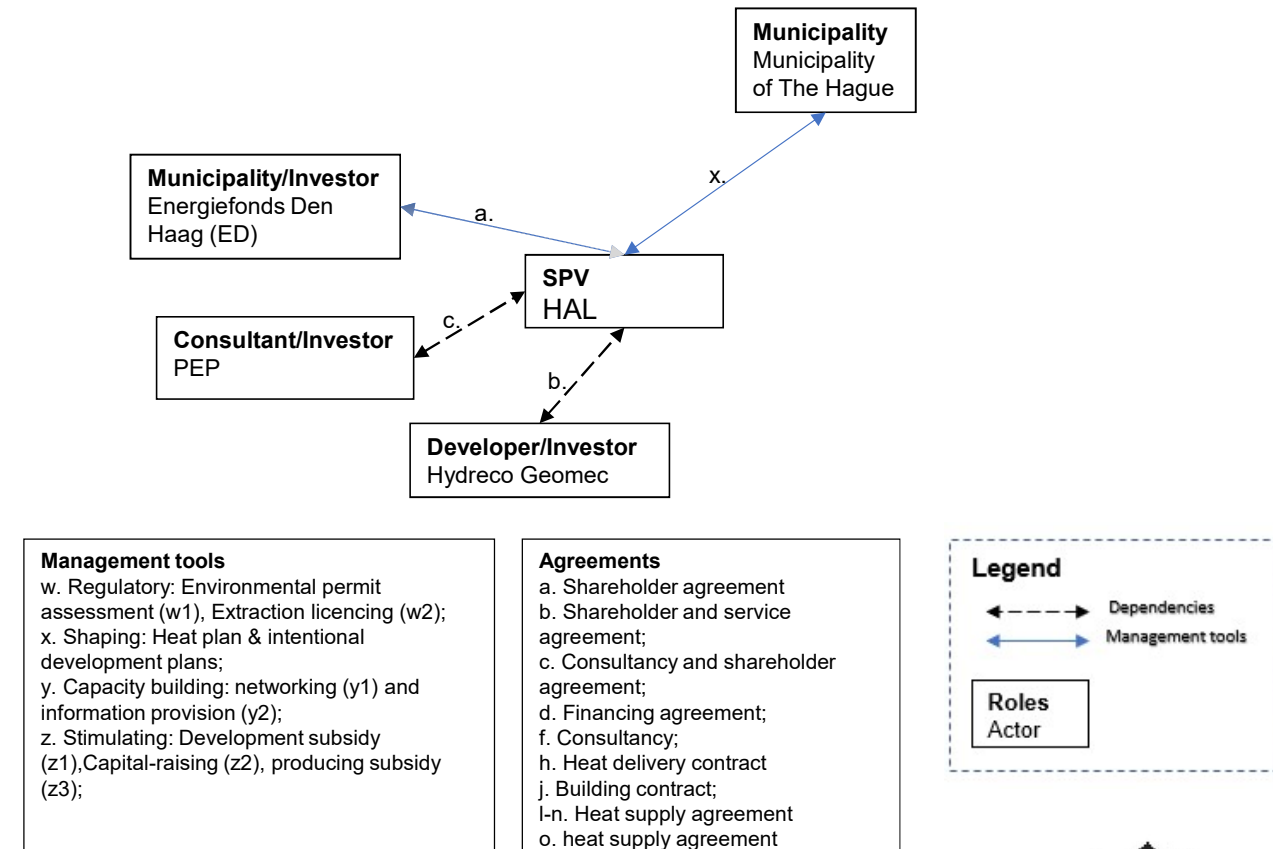 Municipality
Municipality
of The Hague
x.
Municipality/Investor
Energiefonds Den
Haag (ED)
a.
SPV
HAL
c.
Consultant/Investor
PEP
b.
Developer/Investor
Hydreco Geomec
Management tools
w. Regulatory: Environmental permit
assessment (w1), Extraction licencing (w2);
x. Shaping: Heat plan & intentional
development plans;
y. Capacity building: networking (y1) and
information provision (y2);
z. Stimulating: Development subsidy
(z1),Capital-raising (z2), producing subsidy
(z3);
Agreements
a. Shareholder agreement
b. Shareholder and service
agreement;
c. Consultancy and shareholder
agreement;
d. Financing agreement;
f. Consultancy;
h. Heat delivery contract
j. Building contract;
l-n. Heat supply agreement
o. heat supply agreement
Legend
Dependencies
Management tools
Roles
Actor